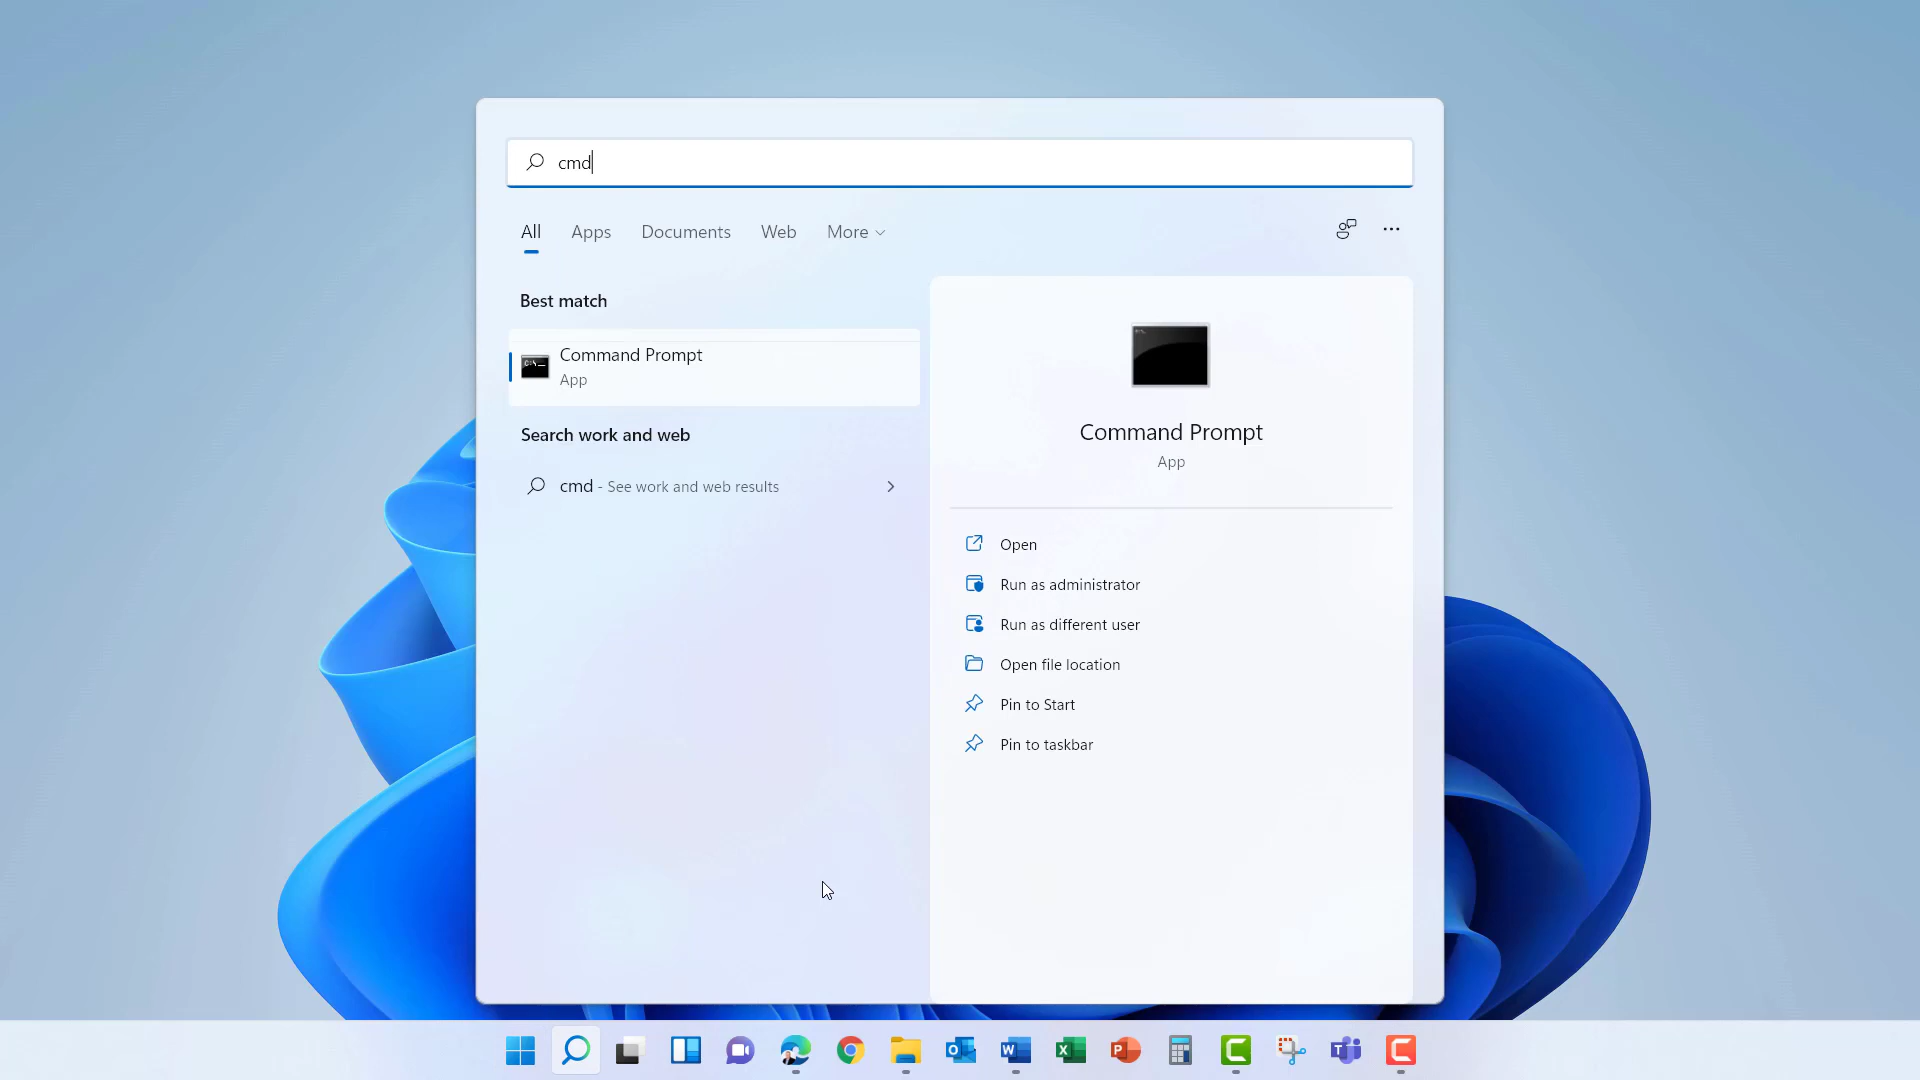 cmd
All Apps Documents Web More
Best match
Command Prompt
App
Search work and web
cmd - See work and web results
Command Prompt
App
Open
Run as administrator
Run as different user
Open file location
Pin to Start
Pin to taskbar